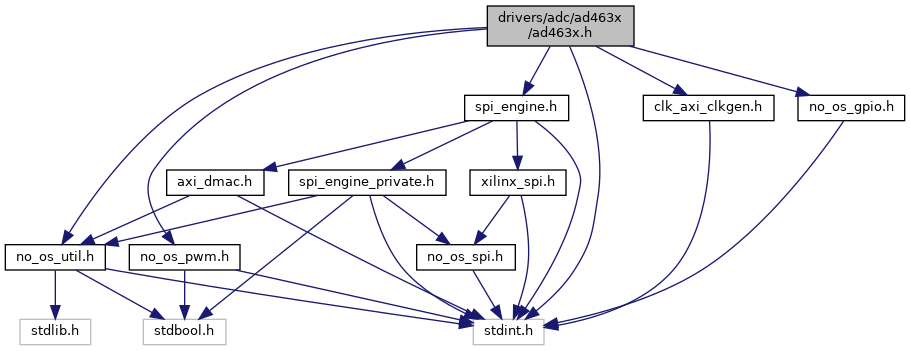 drivers/adc/ad463x
/ad463x.h
spi_engine.h
clk_axi_clkgen.h
no_os_gpio.h
axi_dmac.h
spi_engine_private.h
xilinx_spi.h
no_os_util.h
no_os_pwm.h
no_os_spi.h
stdlib.h
stdbool.h
stdint.h